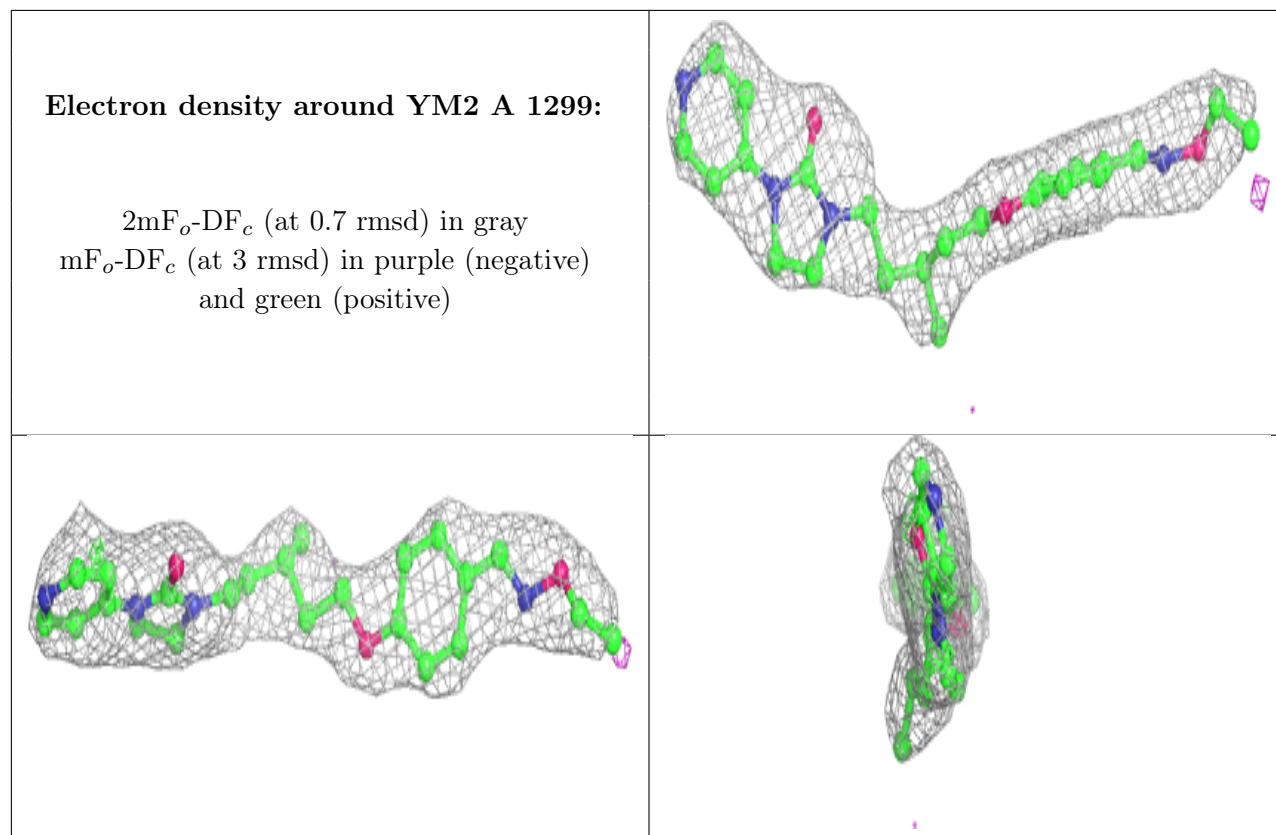 Electron density around YM2 A 1299:
2mFo-DFc (at 0.7 rmsd) in gray
mFo-DFc (at 3 rmsd) in purple (negative)
and green (positive)